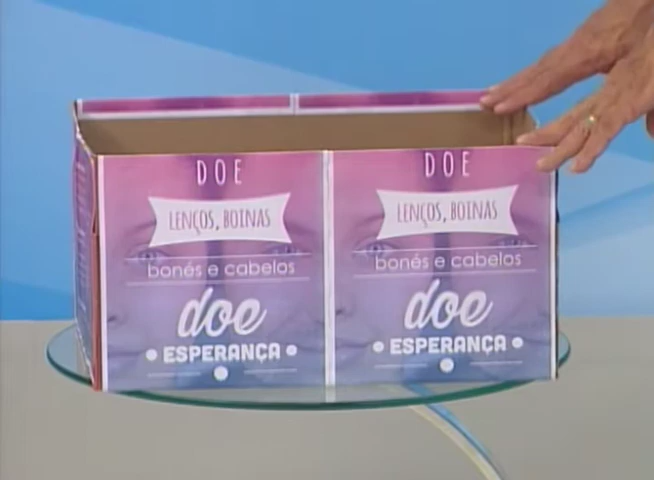 DOE
LENÇOS, BOINAS
bonés e cabelos
doe
ESPERANÇA
DOE
LENÇOS, BOINAS
bonés e cabelos
doe
ESPERANÇA